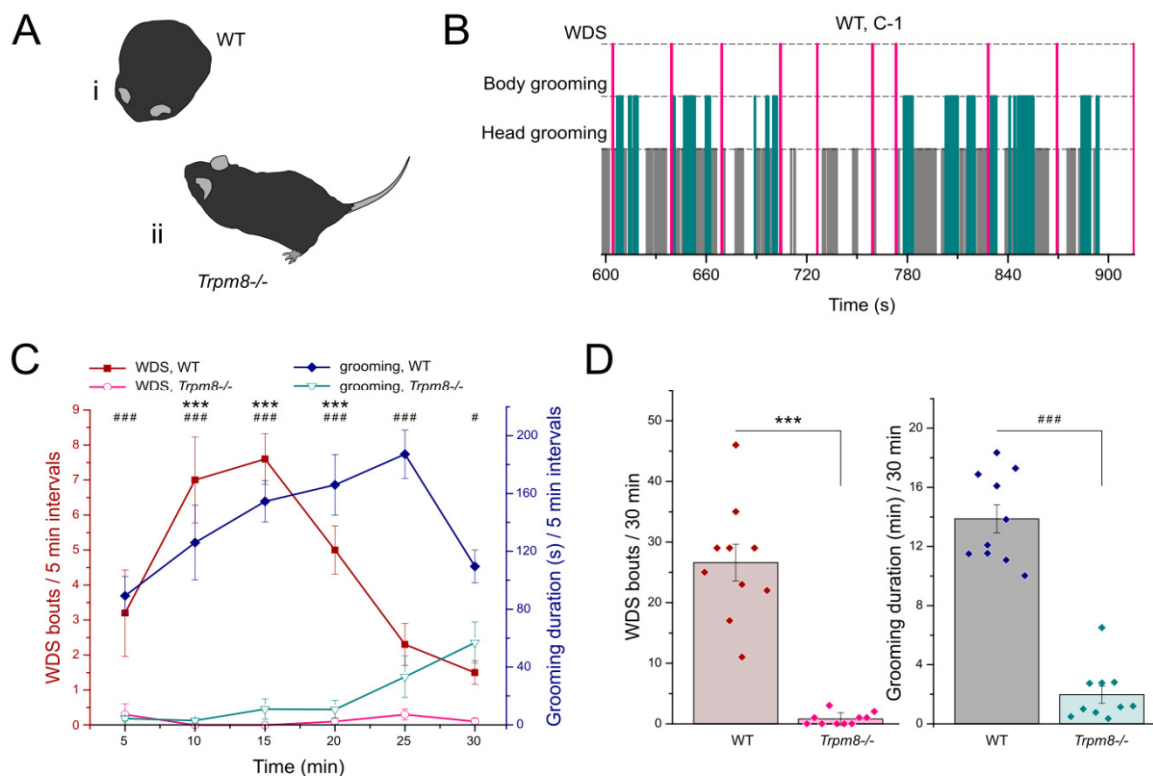 A
WT
i
ii
Trpm8-/-
B
WT, C-1
WDS
Body grooming
Head grooming
600 660 720 780 840 900
Time (s)
C
WDS, WT
grooming, WT
WDS, Trpm8-/-
grooming, Trpm8-/-
*** *** ***
### ### ### ### ### #
WDS bouts / 5 min intervals
9
8
7
6
5
4
3
2
1
0
200
160
120
80
40
0
Grooming duration (s) / 5 min intervals
5 10 15 20 25 30
Time (min)
D
WDS bouts / 30 min
50
40
30
20
10
0
***
WT Trpm8-/-
Grooming duration (min) / 30 min
20
16
12
8
4
0
###
WT Trpm8-/-